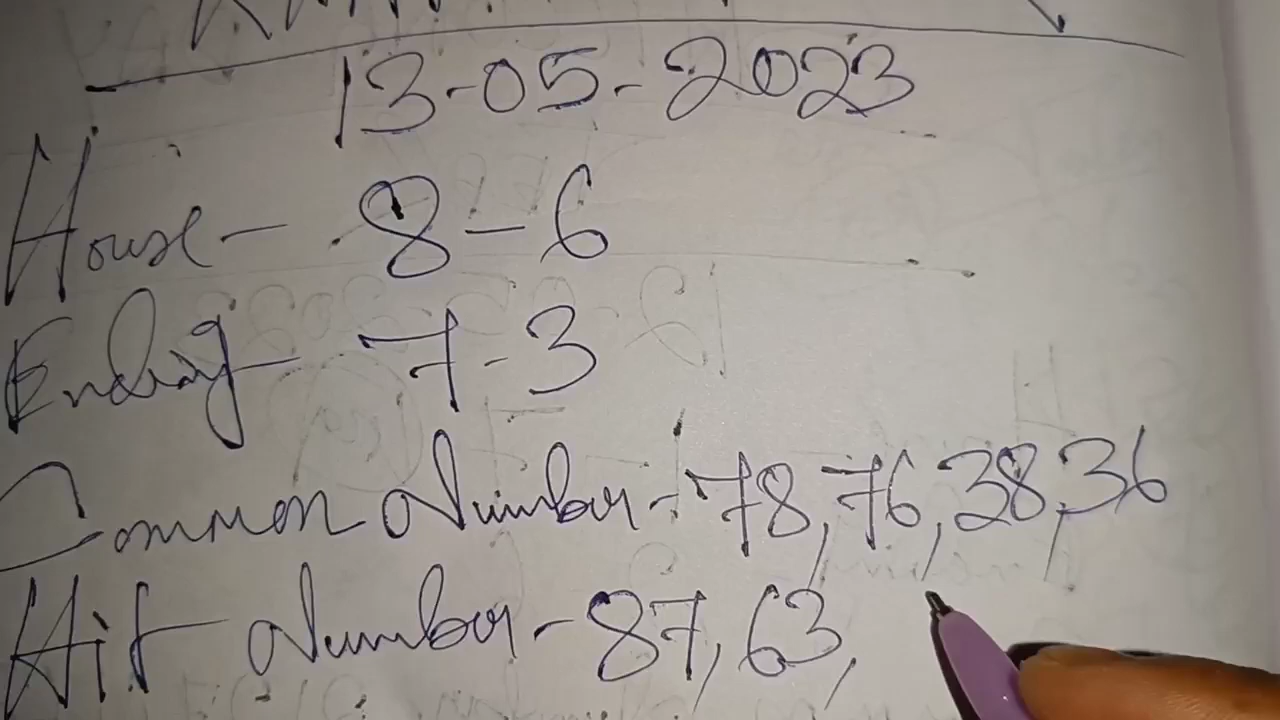 13-05-2023
House- 8-6
Ending- 7-3
Common Number- 78, 76, 38, 36
Hit Number- 87, 63,